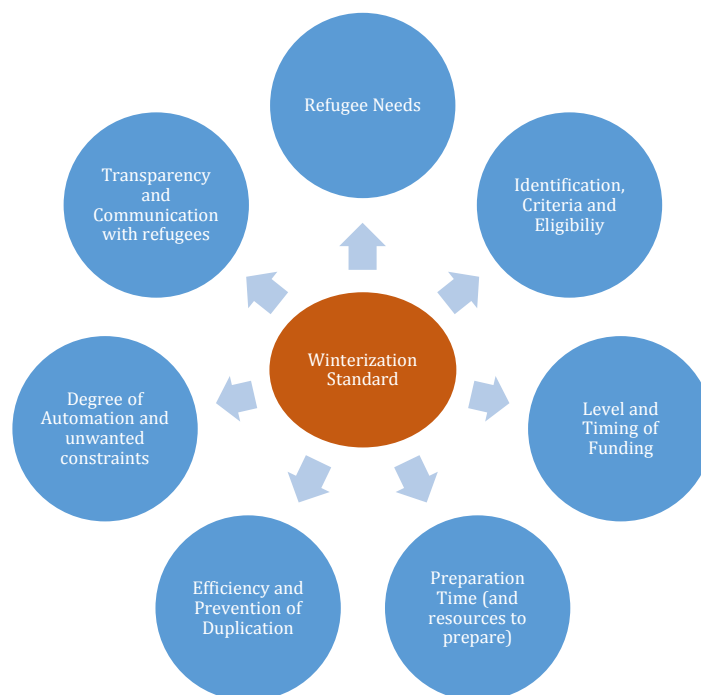 Refugee Needs
Identification,
Criteria and
Eligibiliy
Level and
Timing of
Funding
Preparation
Time (and
resources to
prepare)
Efficiency and
Prevention of
Duplication
Degree of
Automation and
unwanted
constraints
Transparency
and
Communication
with refugees
Winterization
Standard